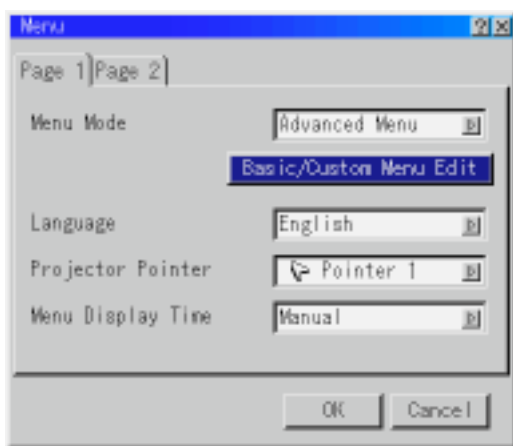 Menu
Page 1 Page 2
Menu Mode Advanced Menu
Basic/Custom Menu Edit
Language English
Projector Pointer Pointer 1
Menu Display Time Manual
OK Cancel